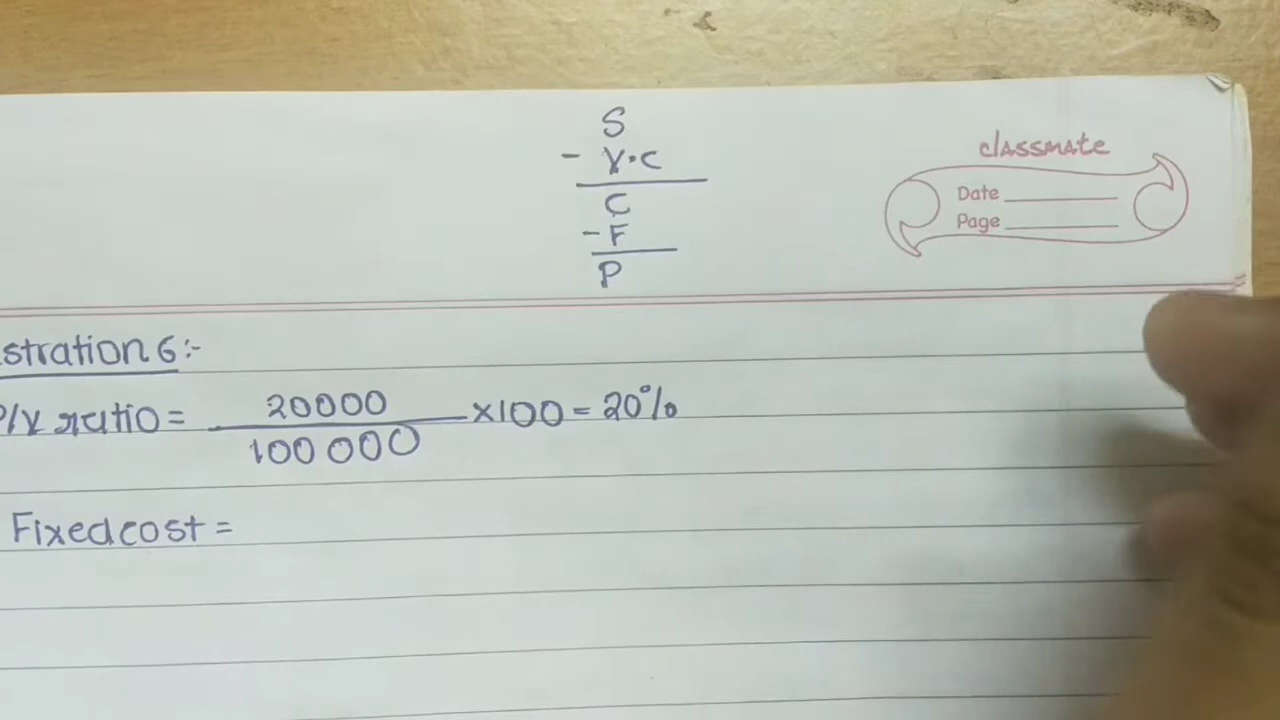 S
- V.C
C
- F
P
classmate
Date
Page
stration 6:-
P/V ratio = 20000 / 100 000 ×100 = 20%
Fixed cost =